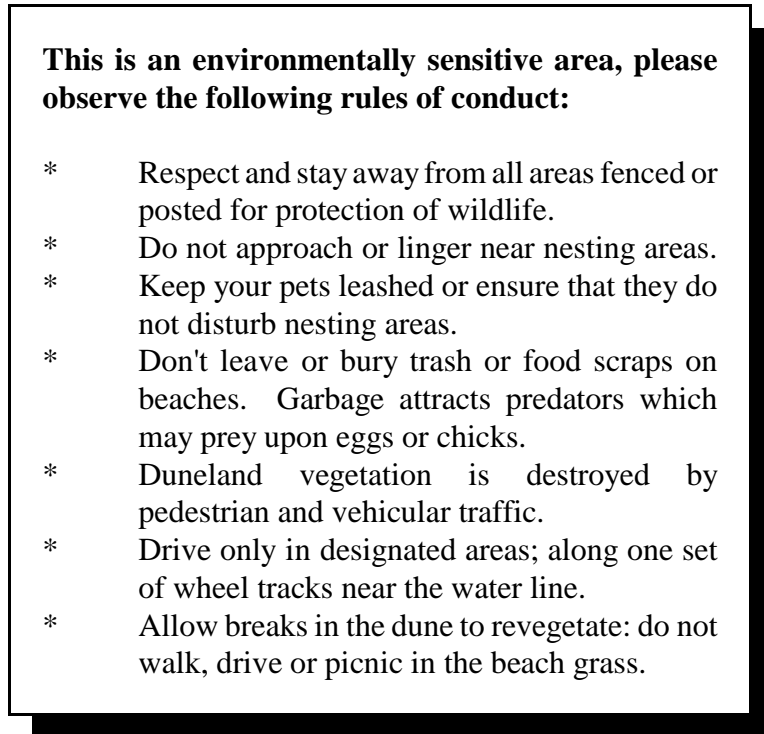 This is an environmentally sensitive area, please
observe the following rules of conduct:
* Respect and stay away from all areas fenced or
posted for protection of wildlife.
* Do not approach or linger near nesting areas.
* Keep your pets leashed or ensure that they do
not disturb nesting areas.
* Don't leave or bury trash or food scraps on
beaches. Garbage attracts predators which
may prey upon eggs or chicks.
* Duneland vegetation is destroyed by
pedestrian and vehicular traffic.
* Drive only in designated areas; along one set
of wheel tracks near the water line.
* Allow breaks in the dune to revegetate: do not
walk, drive or picnic in the beach grass.